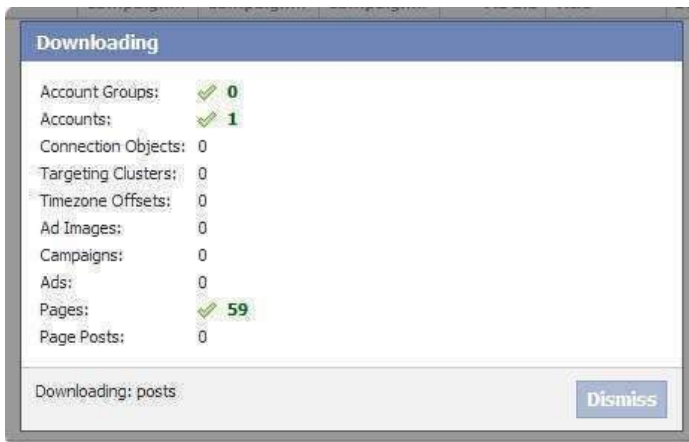 Downloading
Account Groups: 0
Accounts: 1
Connection Objects: 0
Targeting Clusters: 0
Timezone Offsets: 0
Ad Images: 0
Campaigns: 0
Ads: 0
Pages: 59
Page Posts: 0
Downloading: posts
Dismiss